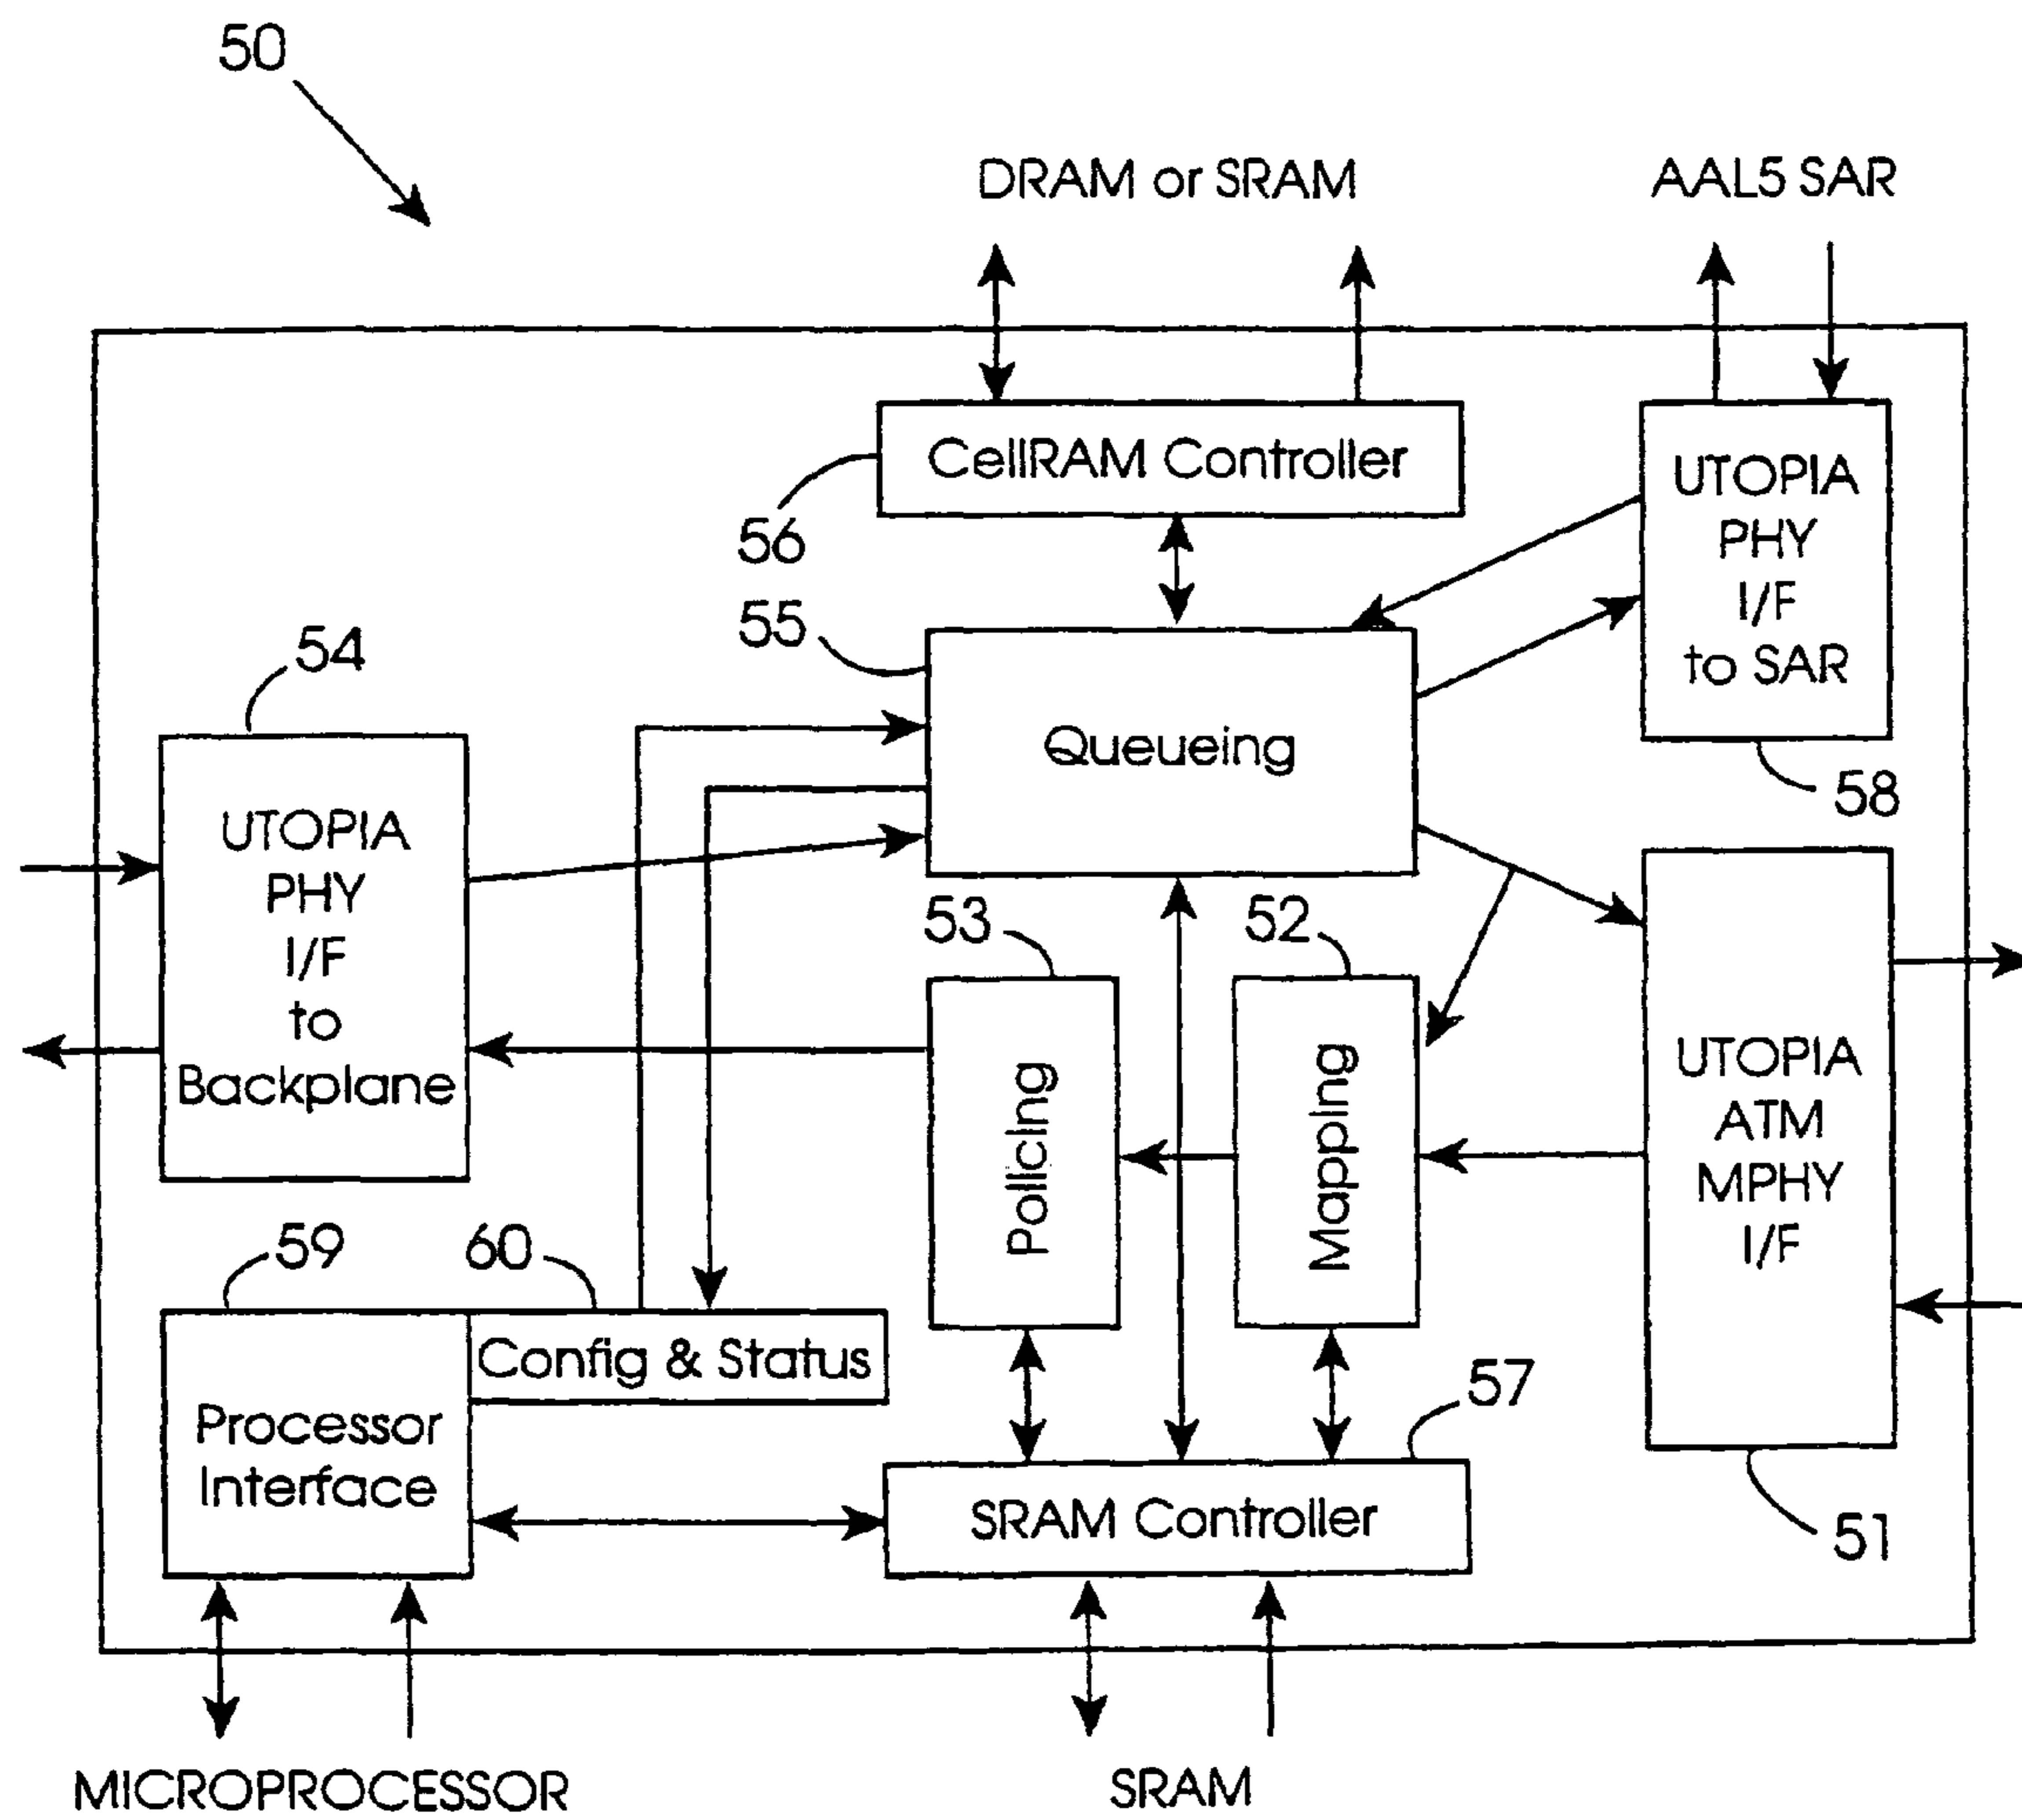 50
DRAM or SRAM
AAL5 SAR
CellRAM Controller
56
UTOPIA
PHY
I/F
to SAR
58
55
Queueing
54
UTOPIA
PHY
I/F
to
Backplane
53
52
Policing
Mapping
UTOPIA
ATM
MPHY
I/F
51
59
60
Config & Status
Processor
Interface
57
SRAM Controller
MICROPROCESSOR
SRAM